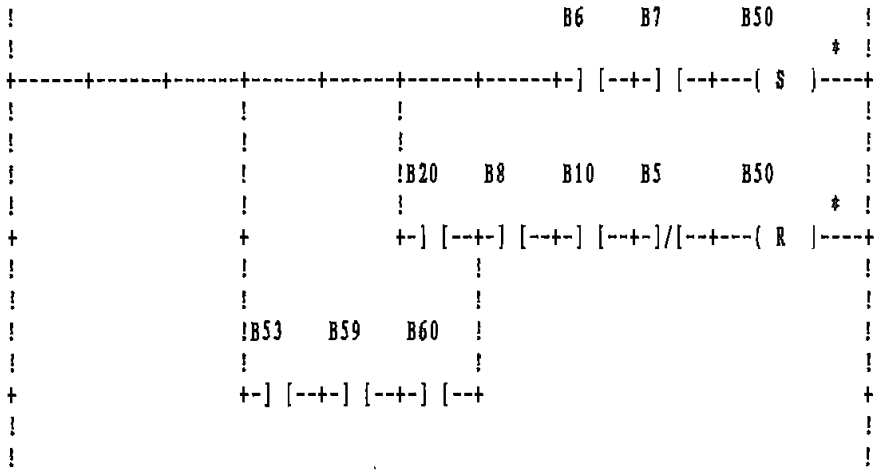 !                                                B6     B7       B50        !
!                                                                         * !
+------+------+------+------+------+------+------+-] [--+-] [--+---( S  )----+
!                    !             !                                        !
!                    !             !                                        !
!                    !             !B20    B8     B10    B5       B50        !
!                    !             !                                      * !
+                    +             +-] [--+-] [--+-] [--+-]/[--+---( R  )----+
!                    !                    !                                 !
!                    !                    !                                 !
!                    !B53    B59    B60   !                                 !
!                    !                    !                                 !
+                    +-] [--+-] [--+-] [--+                                 +
!                                                                           !
!                                                                           !